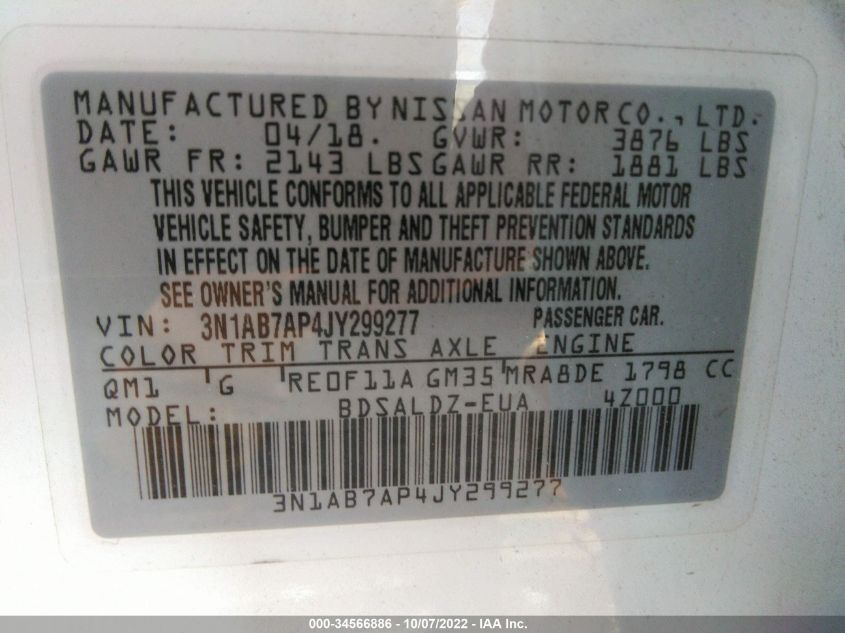 MANUFACTURED BY NISSAN MOTOR CO., LTD.
DATE: 04/18. GVWR: 3876 LBS
GAWR FR: 2143 LBS GAWR RR: 1881 LBS
THIS VEHICLE CONFORMS TO ALL APPLICABLE FEDERAL MOTOR
VEHICLE SAFETY, BUMPER AND THEFT PREVENTION STANDARDS
IN EFFECT ON THE DATE OF MANUFACTURE SHOWN ABOVE.
SEE OWNER'S MANUAL FOR ADDITIONAL INFORMATION.
VIN: 3N1AB7AP4JY299277 PASSENGER CAR.
COLOR TRIM TRANS AXLE ENGINE
QM1 G RE0F11A GM35 MRA8DE 1798 CC
MODEL: BDSALDZ-EUA 4Z000
3N1AB7AP4JY299277
000-34566886 - 10/07/2022 - IAA Inc.